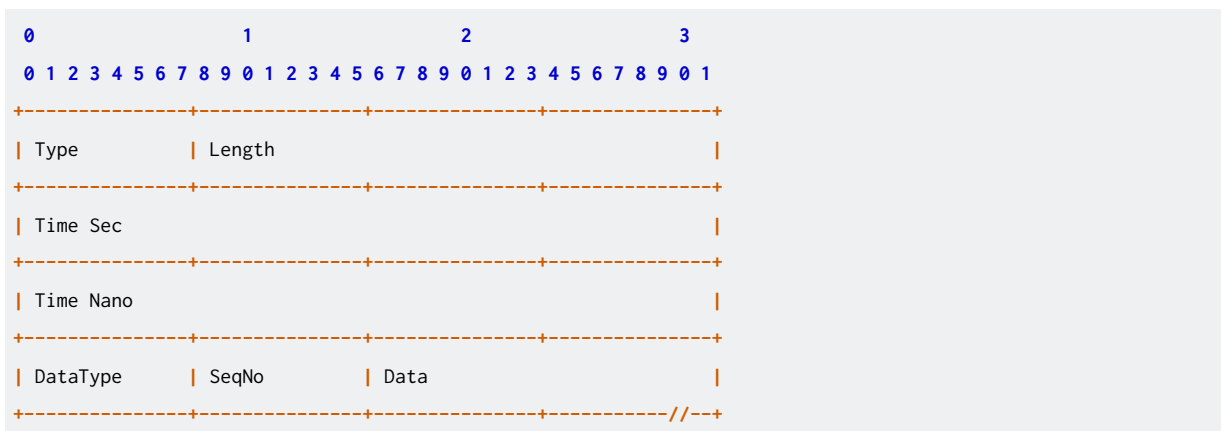 0                   1                   2                   3
0 1 2 3 4 5 6 7 8 9 0 1 2 3 4 5 6 7 8 9 0 1 2 3 4 5 6 7 8 9 0 1
+---------------+---------------+---------------+---------------+
| Type          | Length                                        |
+---------------+---------------+---------------+---------------+
| Time Sec                                                      |
+---------------+---------------+---------------+---------------+
| Time Nano                                                     |
+---------------+---------------+---------------+---------------+
| DataType      | SeqNo         | Data                          |
+---------------+---------------+---------------+-----------//--+